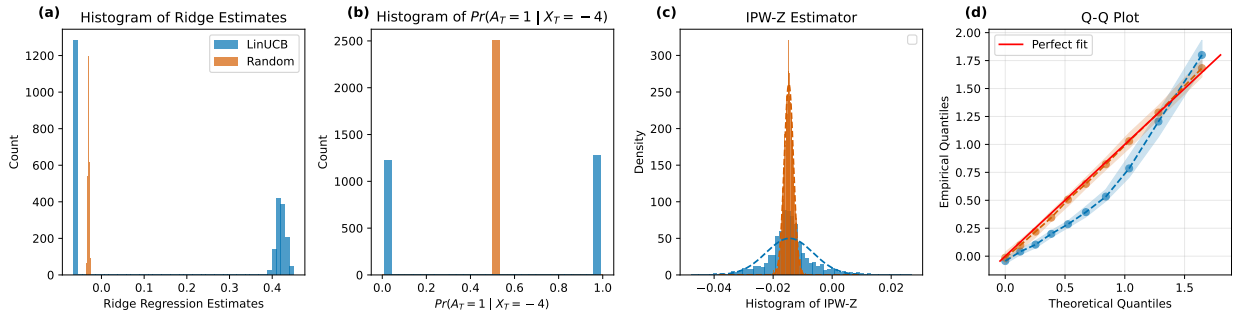 (a)
Histogram of Ridge Estimates
LinUCB
Random
Count
0
200
400
600
800
1000
1200
0.0
0.1
0.2
0.3
0.4
Ridge Regression Estimates
(b)
Histogram of Pr(A_T = 1 | X_T = −4)
Count
0
500
1000
1500
2000
2500
0.0
0.2
0.4
0.6
0.8
1.0
Pr(A_T = 1 | X_T = −4)
(c)
IPW-Z Estimator
Density
0
50
100
150
200
250
300
−0.04
−0.02
0.00
0.02
Histogram of IPW-Z
(d)
Q-Q Plot
Perfect fit
Empirical Quantiles
0.00
0.25
0.50
0.75
1.00
1.25
1.50
1.75
2.00
0.0
0.5
1.0
1.5
Theoretical Quantiles